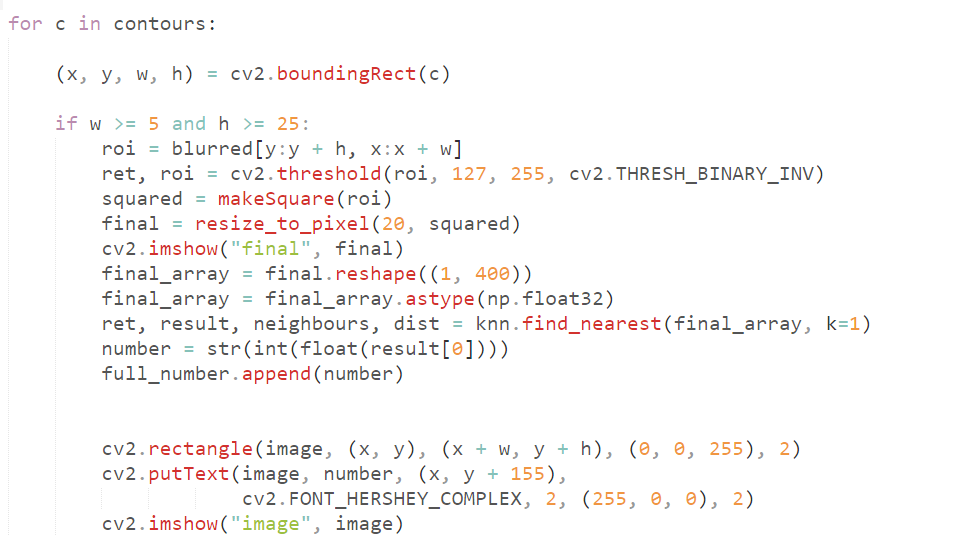 for c in contours:
    (x, y, w, h) = cv2.boundingRect(c)
    if w >= 5 and h >= 25:
        roi = blurred[y:y + h, x:x + w]
        ret, roi = cv2.threshold(roi, 127, 255, cv2.THRESH_BINARY_INV)
        squared = makeSquare(roi)
        final = resize_to_pixel(20, squared)
        cv2.imshow("final", final)
        final_array = final.reshape((1, 400))
        final_array = final_array.astype(np.float32)
        ret, result, neighbours, dist = knn.find_nearest(final_array, k=1)
        number = str(int(float(result[0])))
        full_number.append(number)
        cv2.rectangle(image, (x, y), (x + w, y + h), (0, 0, 255), 2)
        cv2.putText(image, number, (x, y + 155),
                    cv2.FONT_HERSHEY_COMPLEX, 2, (255, 0, 0), 2)
        cv2.imshow("image", image)